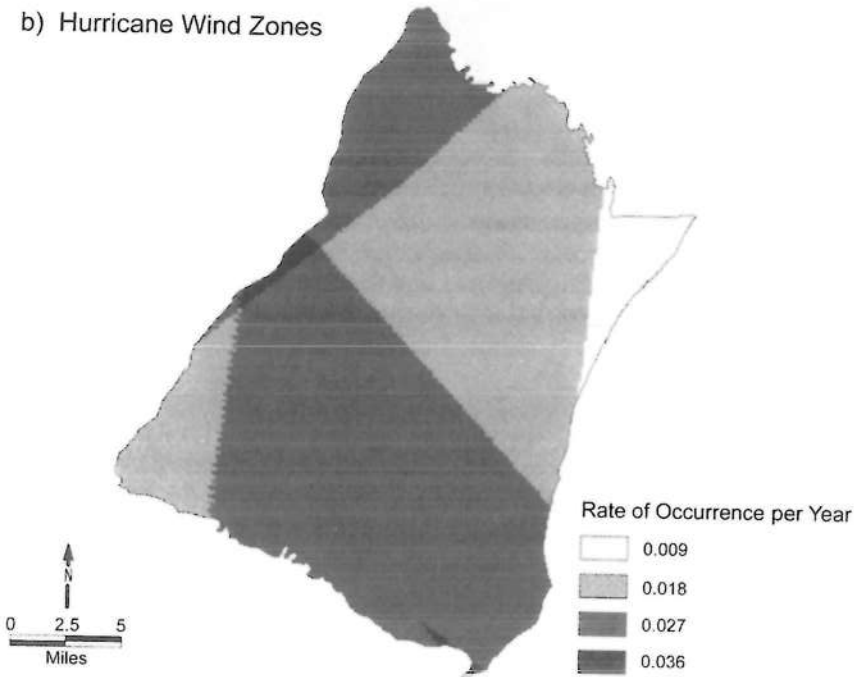 b) Hurricane Wind Zones
Rate of Occurrence per Year
0.009
0.018
0.027
0.036
N
0 2.5 5
Miles